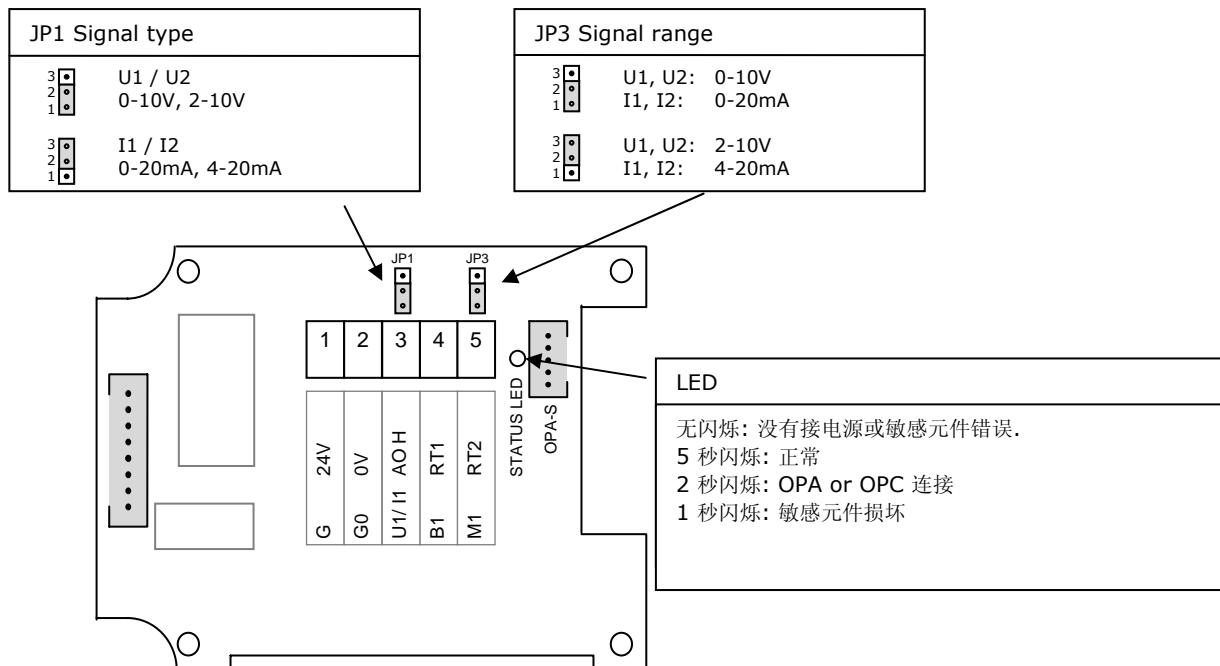 JP1 Signal type
3 U1 / U2
2 0-10V, 2-10V
1
3 I1 / I2
2 0-20mA, 4-20mA
1
JP3 Signal range
3 U1, U2: 0-10V
2 I1, I2: 0-20mA
1
3 U1, U2: 2-10V
2 I1, I2: 4-20mA
1
JP1 JP3
1 2 3 4 5
24V 0V AO H RT1 RT2
G G0 U1/ I1 B1 M1
STATUS LED
OPA-S
LED
无闪烁: 没有接电源或敏感元件错误.
5 秒闪烁: 正常
2 秒闪烁: OPA or OPC 连接
1 秒闪烁: 敏感元件损坏